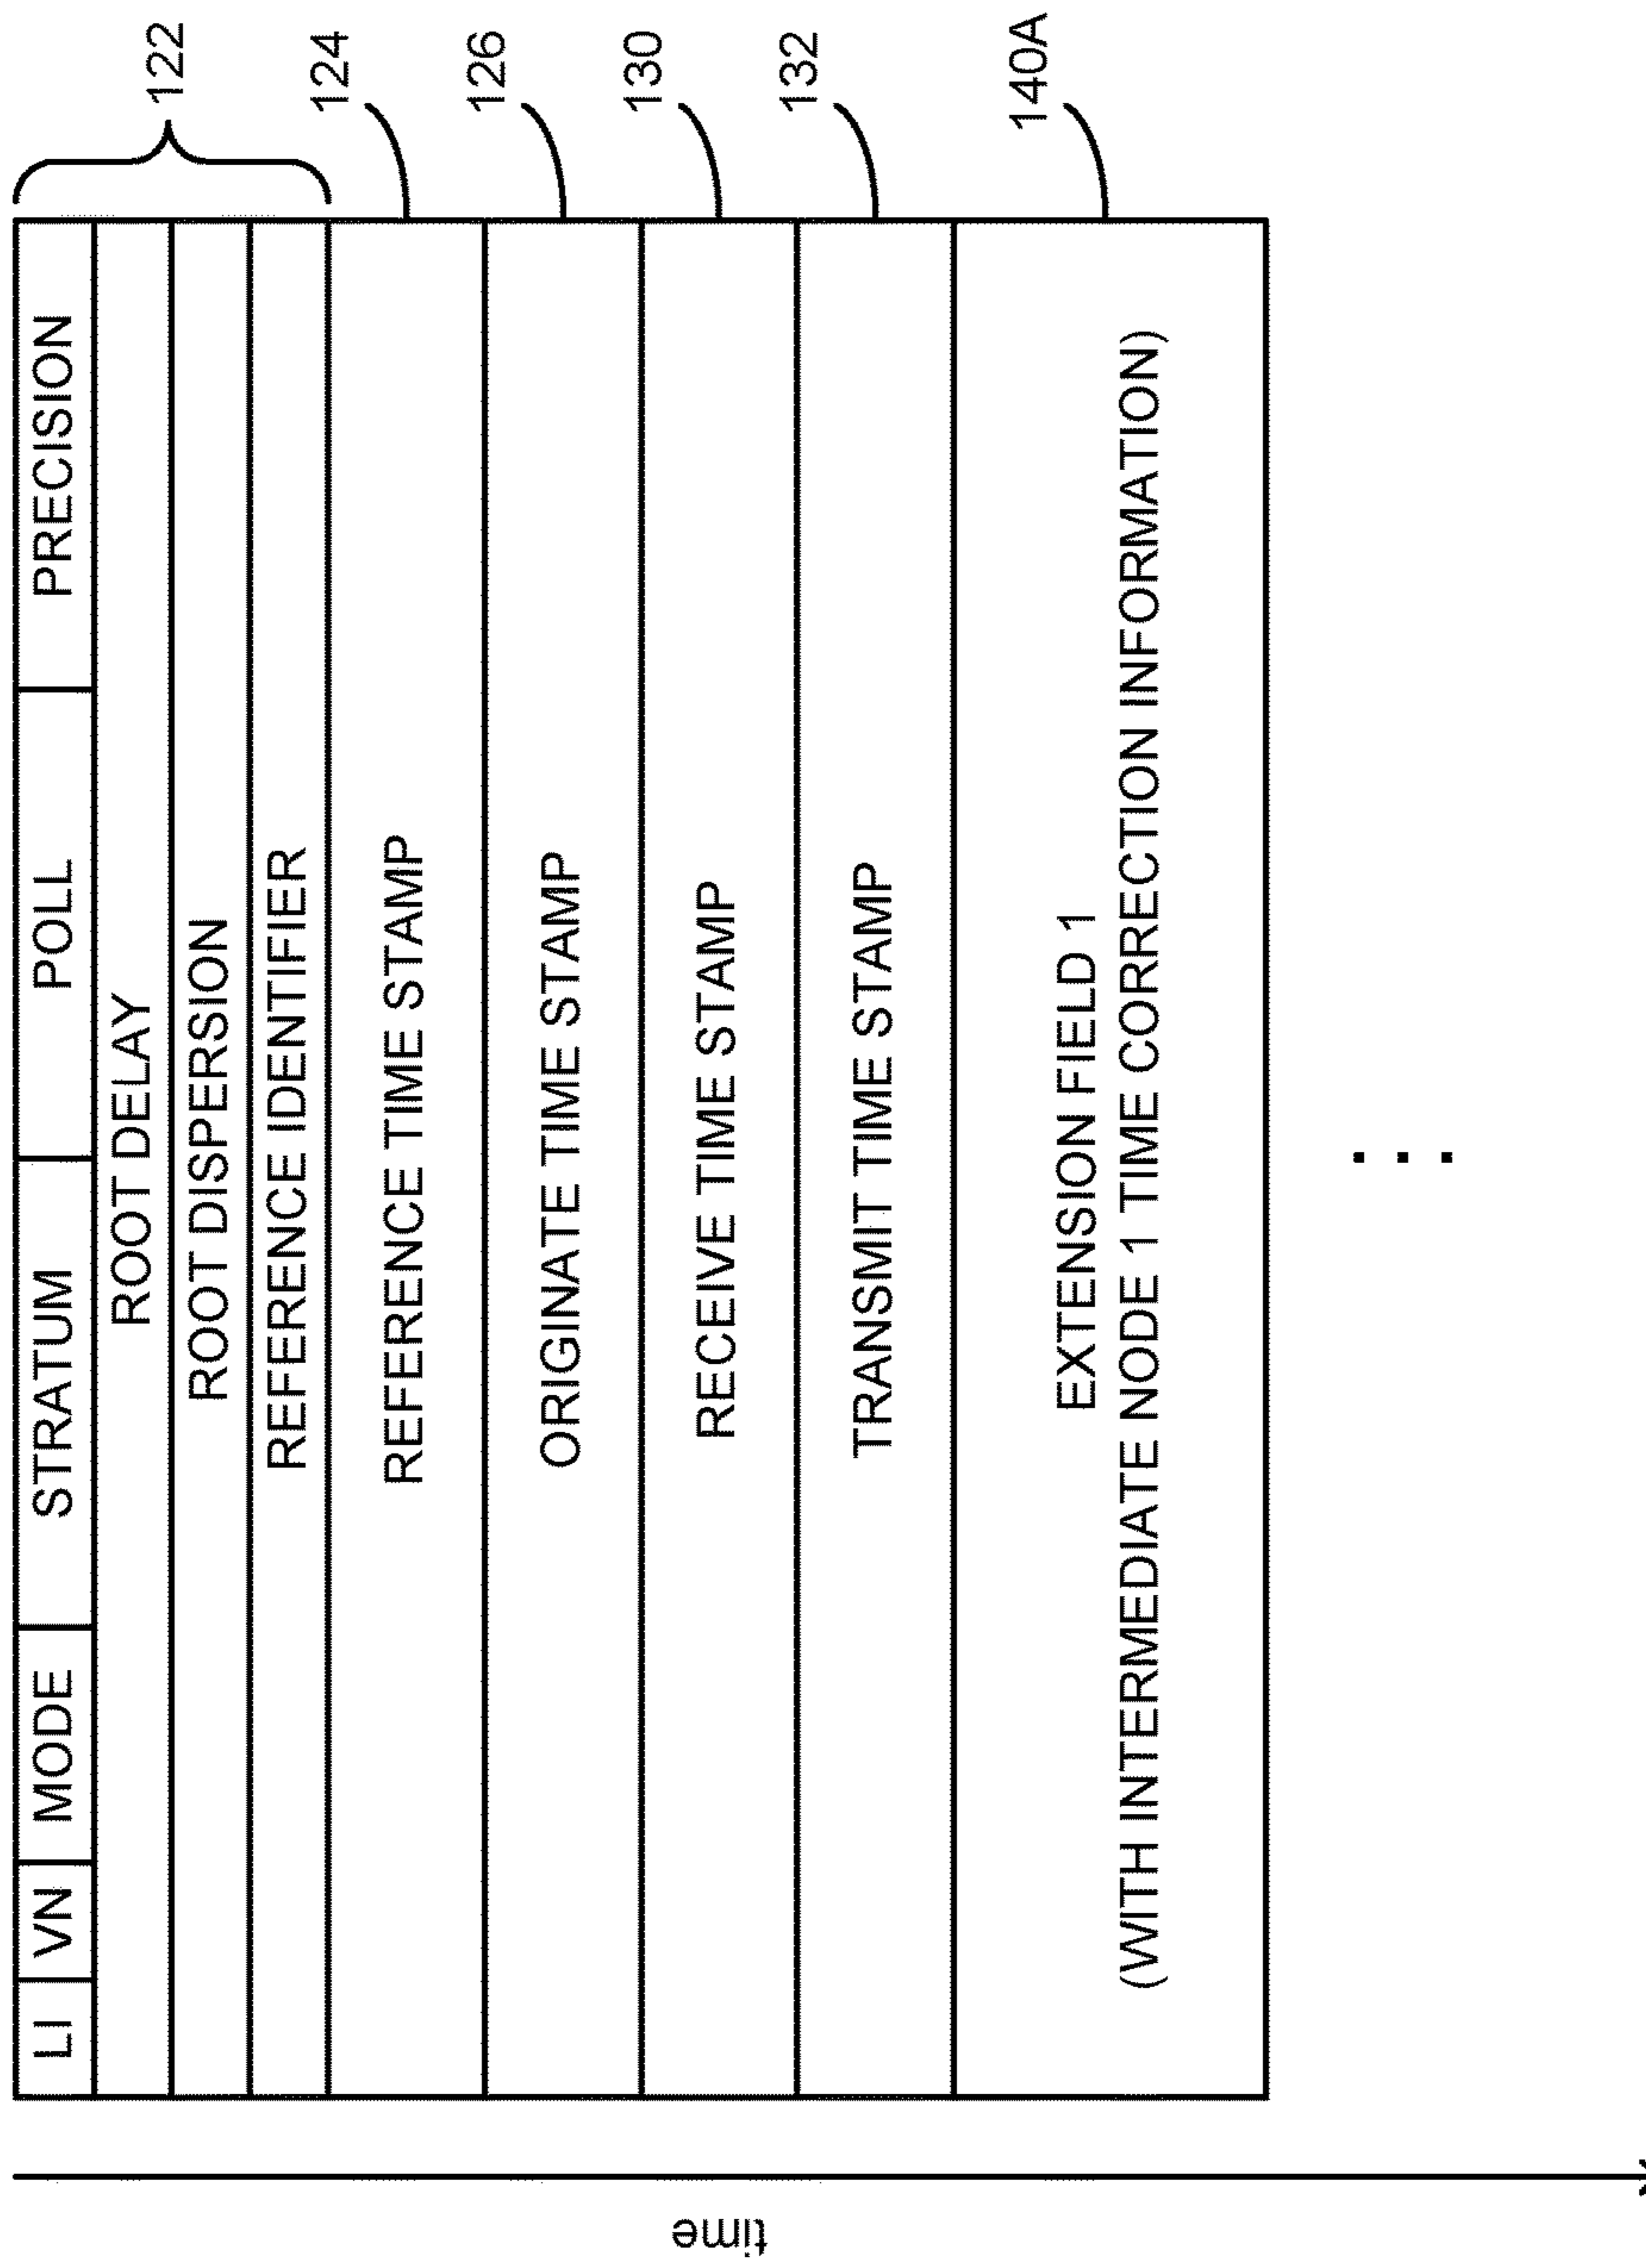 LI VN MODE STRATUM POLL PRECISION
ROOT DELAY
ROOT DISPERSION
REFERENCE IDENTIFIER
122
REFERENCE TIME STAMP
124
ORIGINATE TIME STAMP
126
RECEIVE TIME STAMP
130
TRANSMIT TIME STAMP
132
EXTENSION FIELD 1
(WITH INTERMEDIATE NODE 1 TIME CORRECTION INFORMATION)
140A
. . .
time